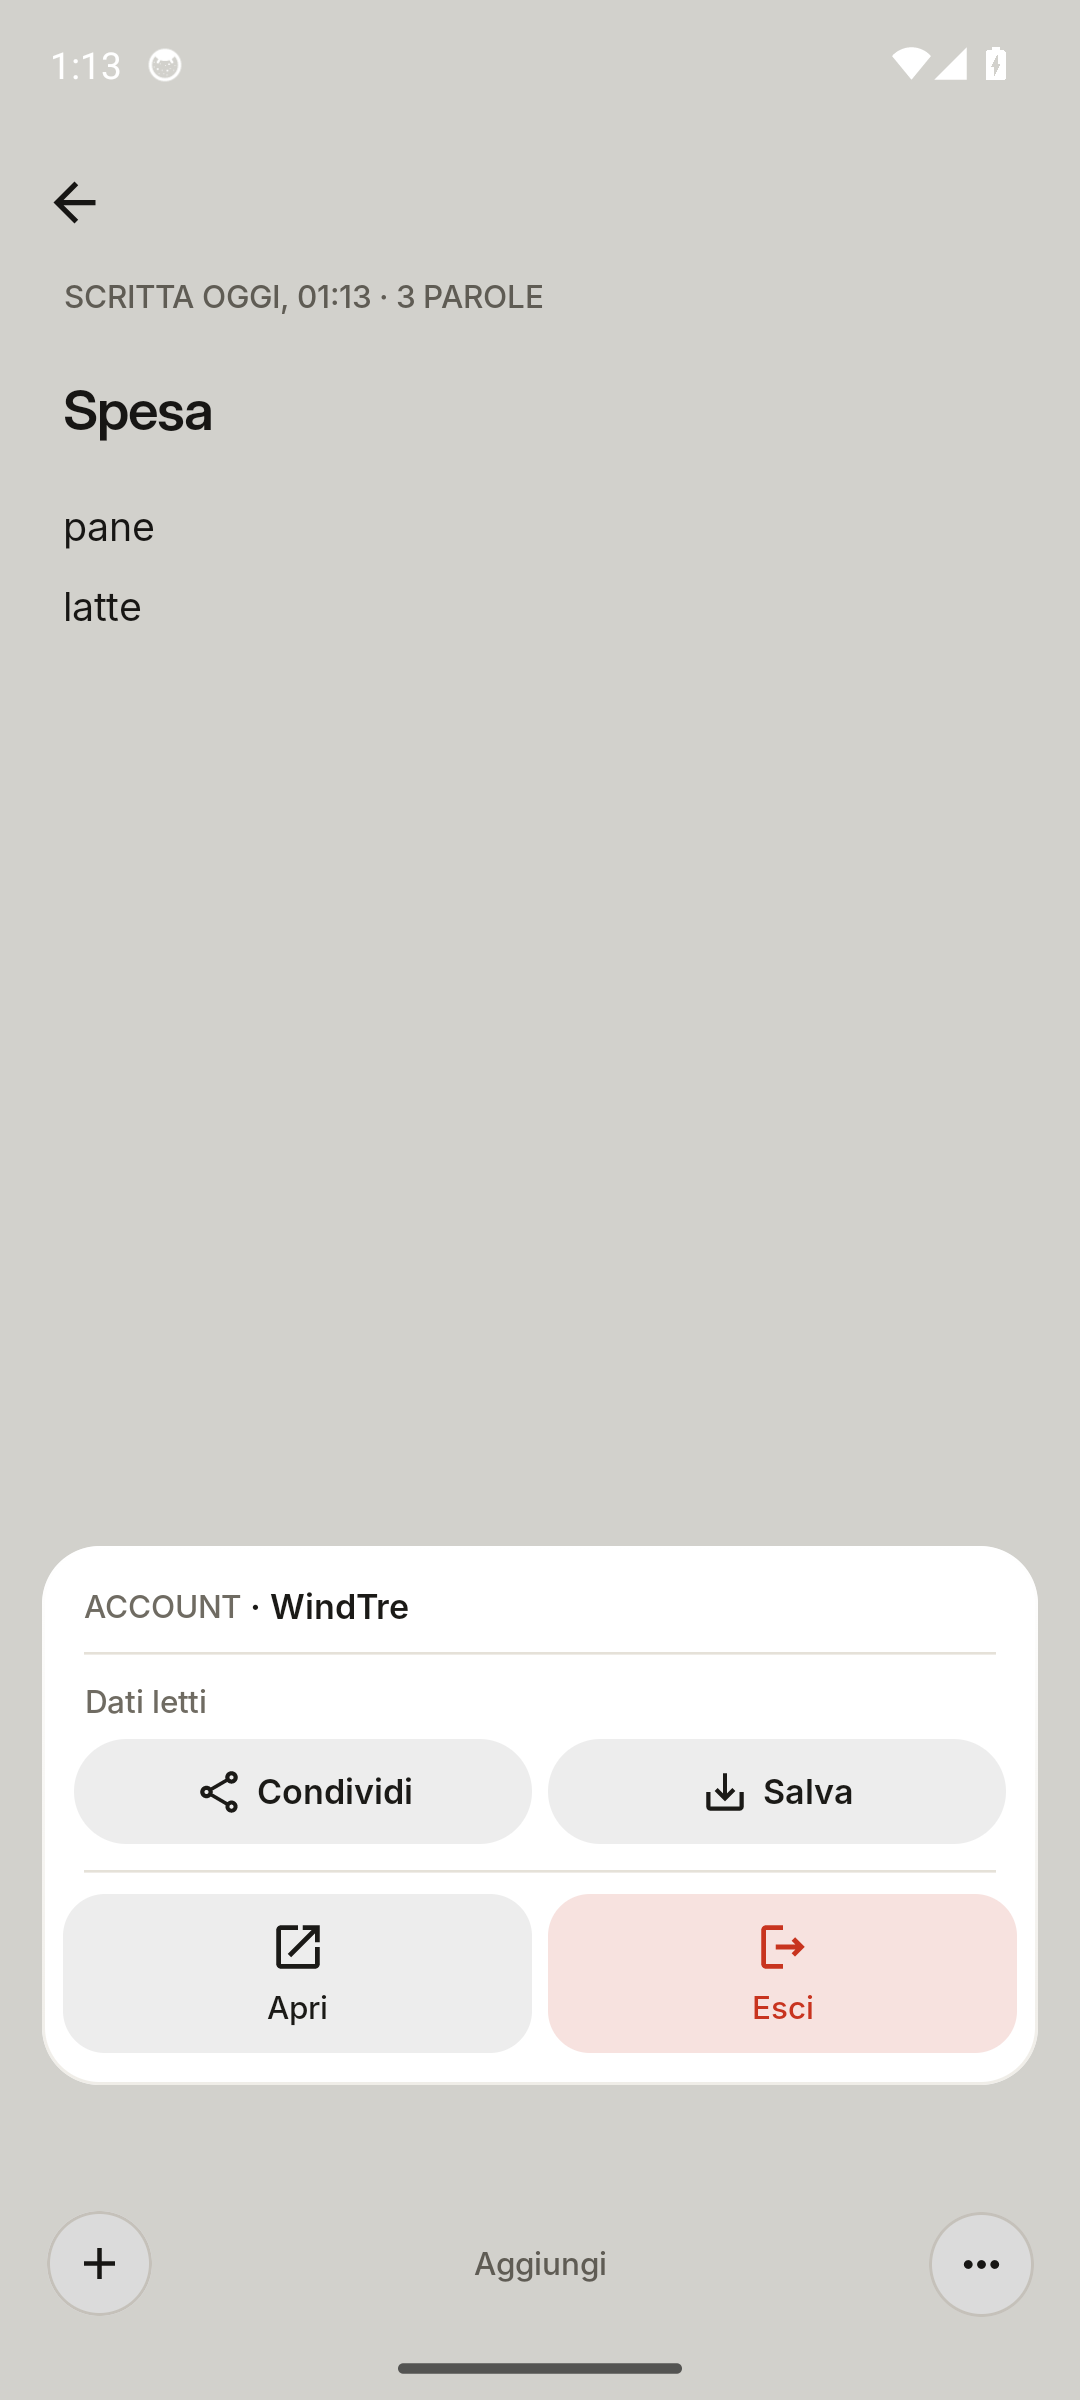 1:13
SCRITTA OGGI, 01:13 · 3 PAROLE
Spesa
pane
latte
ACCOUNT · WindTre
Dati letti
Condividi
Salva
Apri
Esci
Aggiungi